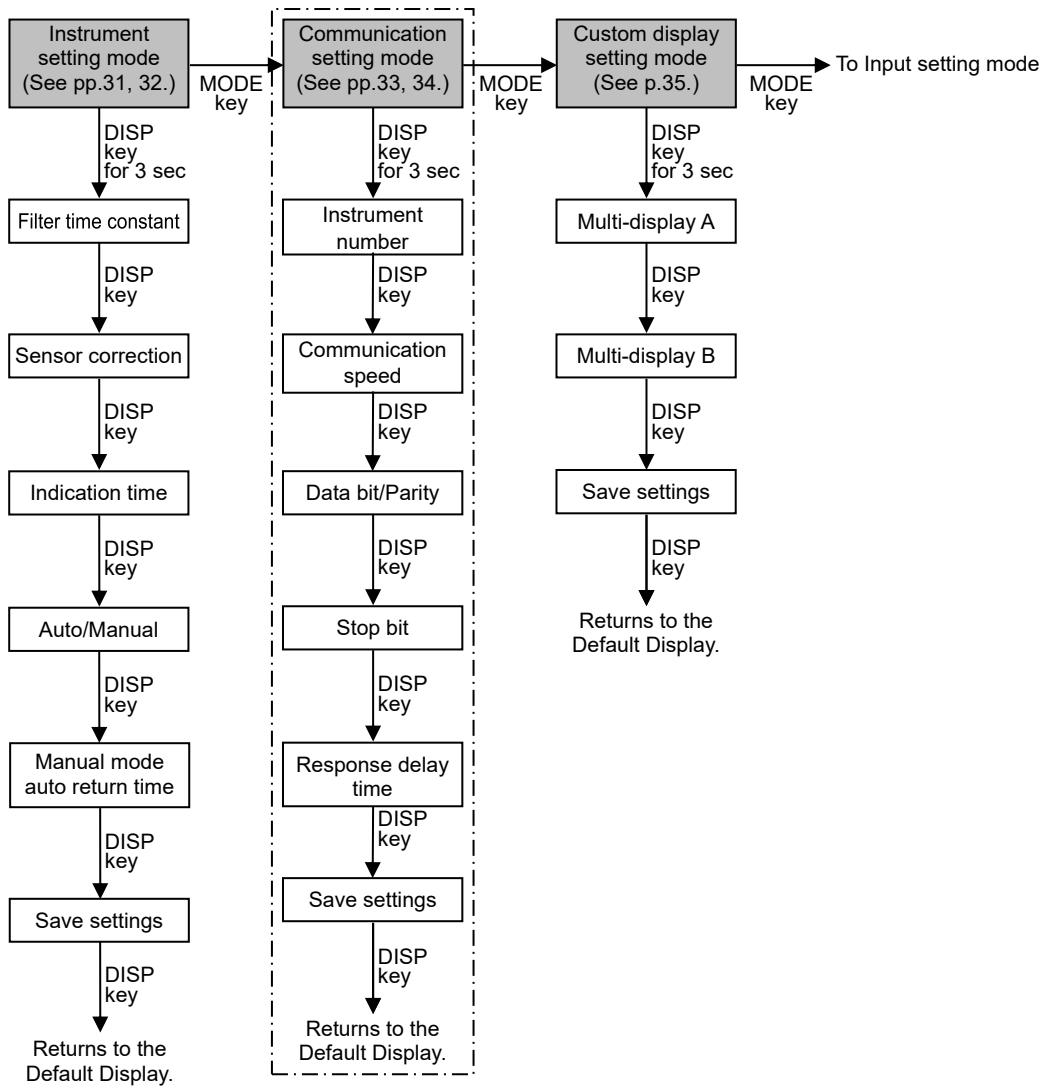 Instrument
setting mode
(See pp.31, 32.)
MODE
key
Communication
setting mode
(See pp.33, 34.)
MODE
key
Custom display
setting mode
(See p.35.)
MODE
key
To Input setting mode
DISP
key
for 3 sec
Filter time constant
DISP
key
Sensor correction
DISP
key
Indication time
DISP
key
Auto/Manual
DISP
key
Manual mode
auto return time
DISP
key
Save settings
DISP
key
Returns to the
Default Display.
DISP
key
for 3 sec
Instrument
number
DISP
key
Communication
speed
DISP
key
Data bit/Parity
DISP
key
Stop bit
DISP
key
Response delay
time
DISP
key
Save settings
DISP
key
Returns to the
Default Display.
DISP
key
for 3 sec
Multi-display A
DISP
key
Multi-display B
DISP
key
Save settings
DISP
key
Returns to the
Default Display.